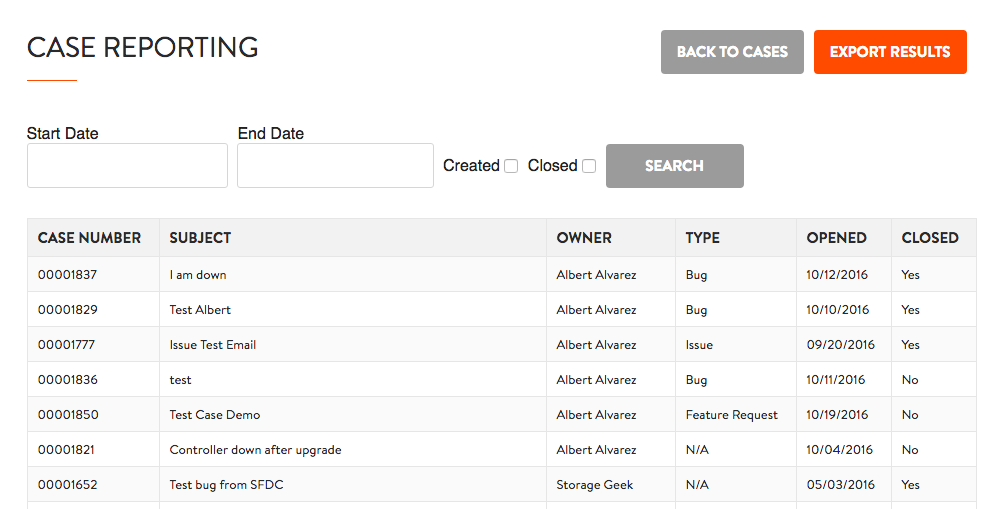 CASE REPORTING
BACK TO CASES
EXPORT RESULTS
Start Date
End Date
Created
Closed
SEARCH
CASE NUMBER SUBJECT OWNER TYPE OPENED CLOSED
00001837 I am down Albert Alvarez Bug 10/12/2016 Yes
00001829 Test Albert Albert Alvarez Bug 10/10/2016 Yes
00001777 Issue Test Email Albert Alvarez Issue 09/20/2016 Yes
00001836 test Albert Alvarez Bug 10/11/2016 No
00001850 Test Case Demo Albert Alvarez Feature Request 10/19/2016 No
00001821 Controller down after upgrade Albert Alvarez N/A 10/04/2016 No
00001652 Test bug from SFDC Storage Geek N/A 05/03/2016 Yes